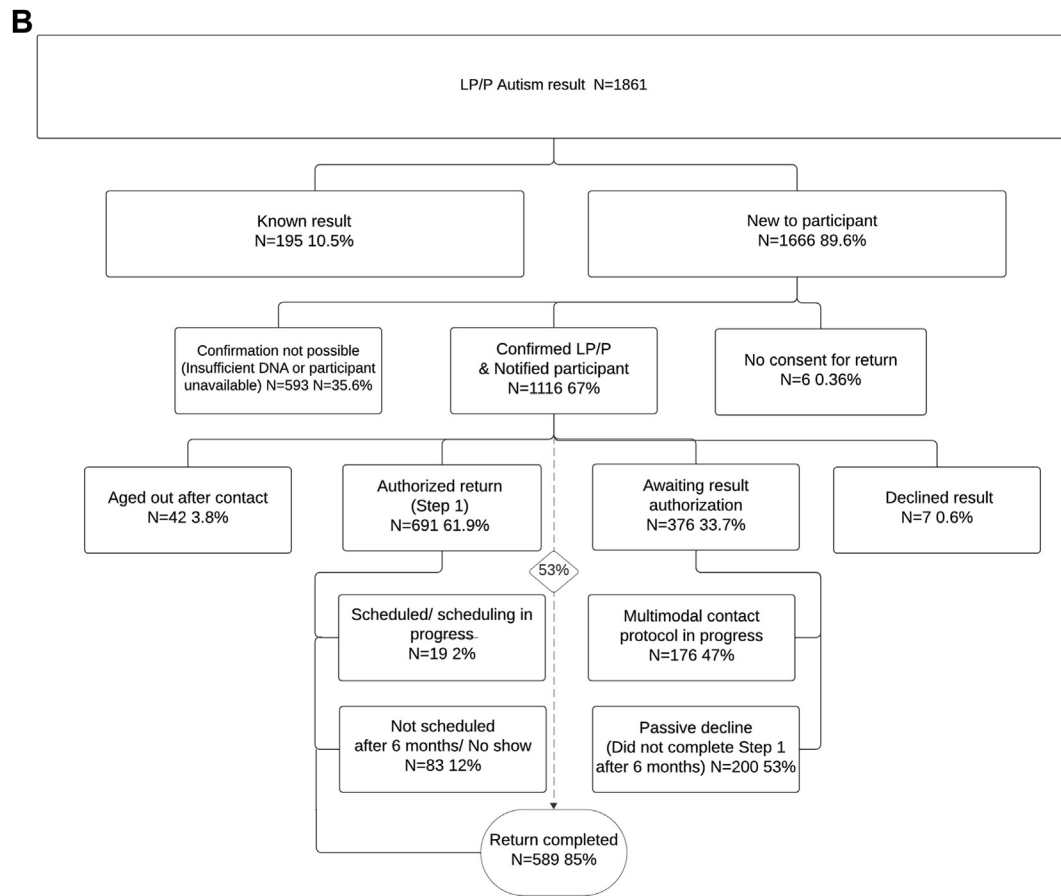 B
LP/P Autism result N=1861
Known result
N=195 10.5%
New to participant
N=1666 89.6%
Confirmation not possible
(Insufficient DNA or participant
unavailable) N=593 N=35.6%
Confirmed LP/P
& Notified participant
N=1116 67%
No consent for return
N=6 0.36%
Aged out after contact
N=42 3.8%
Authorized return
(Step 1)
N=691 61.9%
Awaiting result
authorization
N=376 33.7%
Declined result
N=7 0.6%
53%
Scheduled/ scheduling in
progress
N=19 2%
Multimodal contact
protocol in progress
N=176 47%
Not scheduled
after 6 months/ No show
N=83 12%
Passive decline
(Did not complete Step 1
after 6 months) N=200 53%
Return completed
N=589 85%